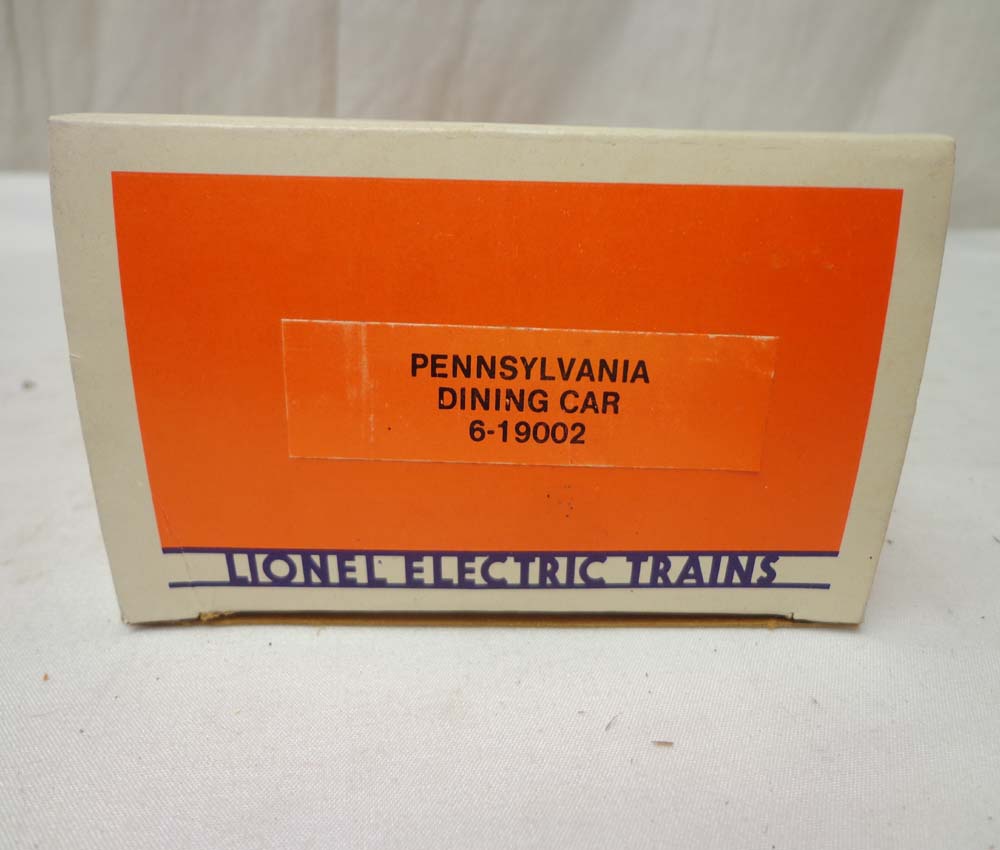 PENNSYLVANIA
DINING CAR
6-19002
LIONEL ELECTRIC TRAINS